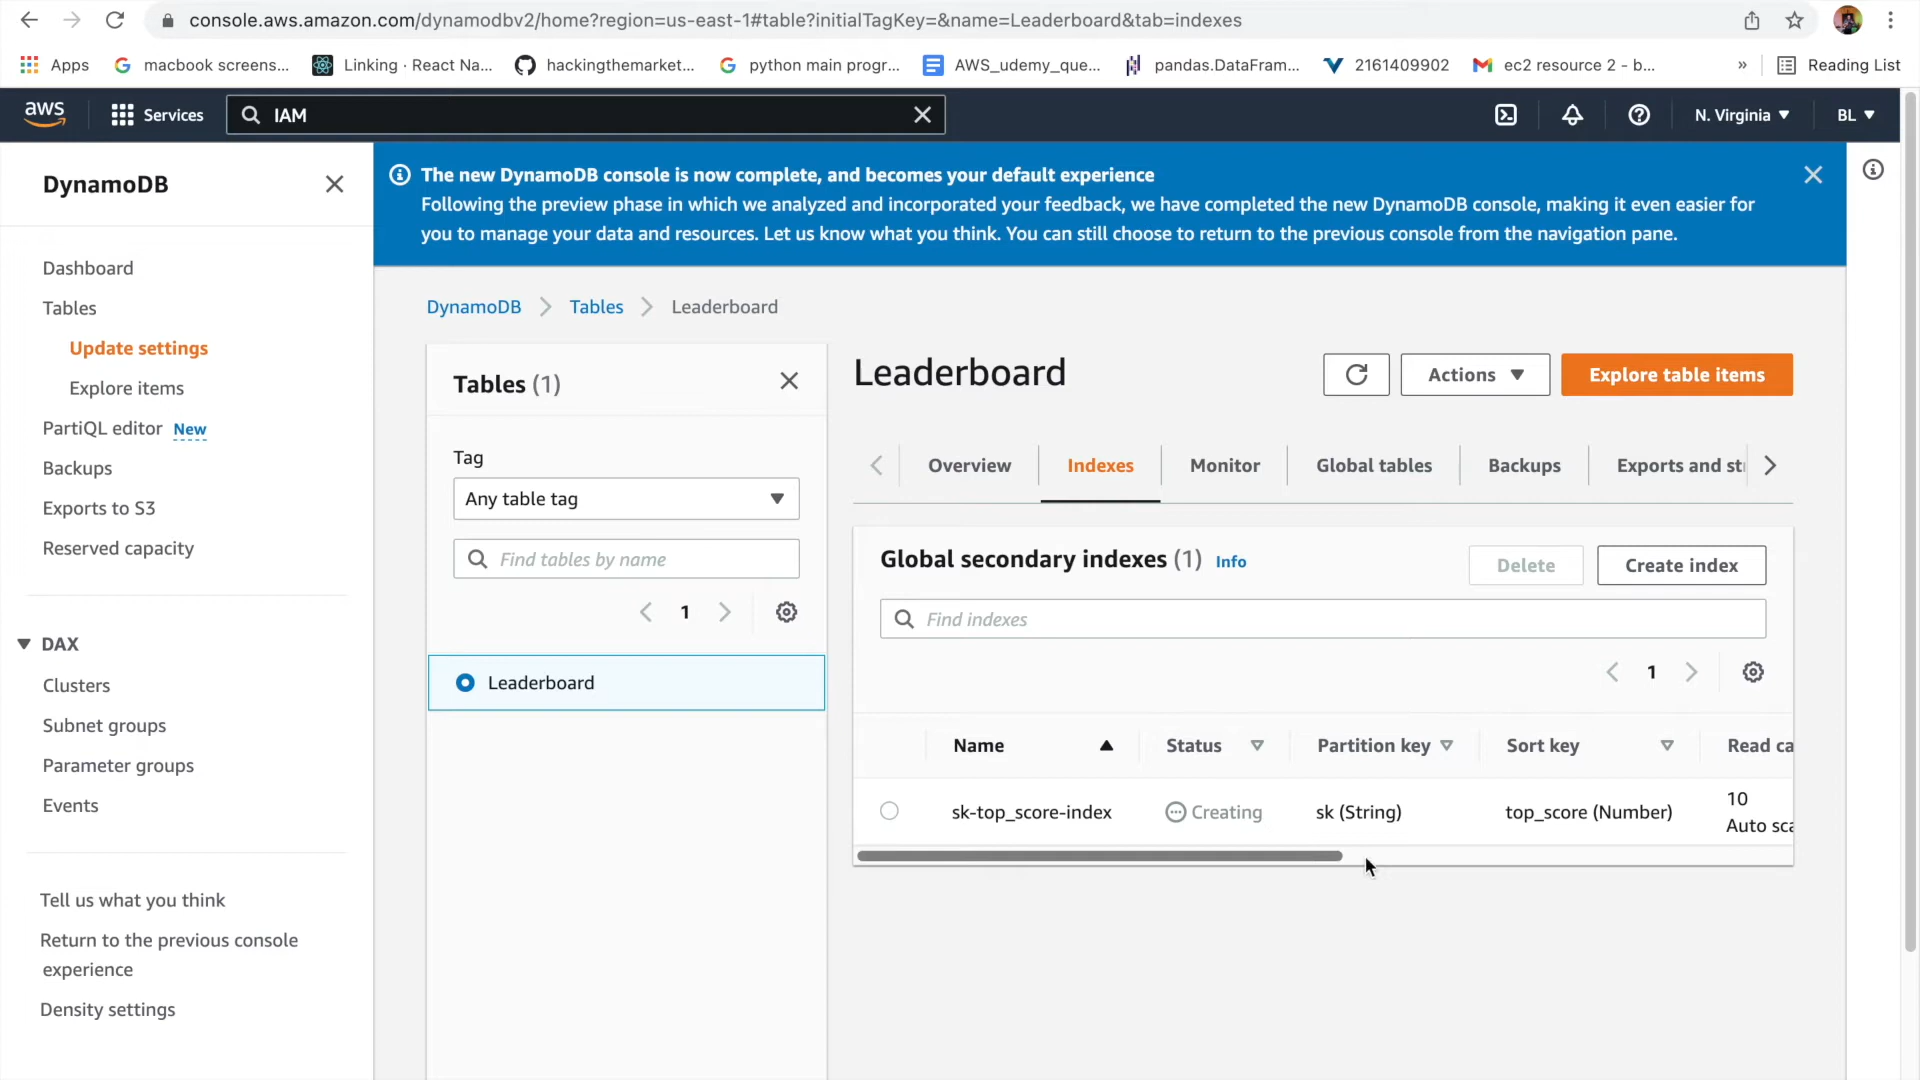 console.aws.amazon.com/dynamodbv2/home?region=us-east-1#table?initialTagKey=&name=Leaderboard&tab=indexes
Apps
macbook screens...
Linking · React Na...
hackingthemarket...
python main progr...
AWS_udemy_que...
pandas.DataFram...
2161409902
ec2 resource 2 - b...
»
Reading List
aws
Services
IAM
N. Virginia
BL
DynamoDB
Dashboard
Tables
Update settings
Explore items
PartiQL editor New
Backups
Exports to S3
Reserved capacity
DAX
Clusters
Subnet groups
Parameter groups
Events
Tell us what you think
Return to the previous console
experience
Density settings
The new DynamoDB console is now complete, and becomes your default experience
Following the preview phase in which we analyzed and incorporated your feedback, we have completed the new DynamoDB console, making it even easier for
you to manage your data and resources. Let us know what you think. You can still choose to return to the previous console from the navigation pane.
DynamoDB
Tables
Leaderboard
Tables (1)
Tag
Any table tag
Find tables by name
1
Leaderboard
Leaderboard
Actions
Explore table items
Overview
Indexes
Monitor
Global tables
Backups
Exports and st
Global secondary indexes (1) Info
Delete
Create index
Find indexes
1
Name
Status
Partition key
Sort key
Read ca
sk-top_score-index
Creating
sk (String)
top_score (Number)
10
Auto sca